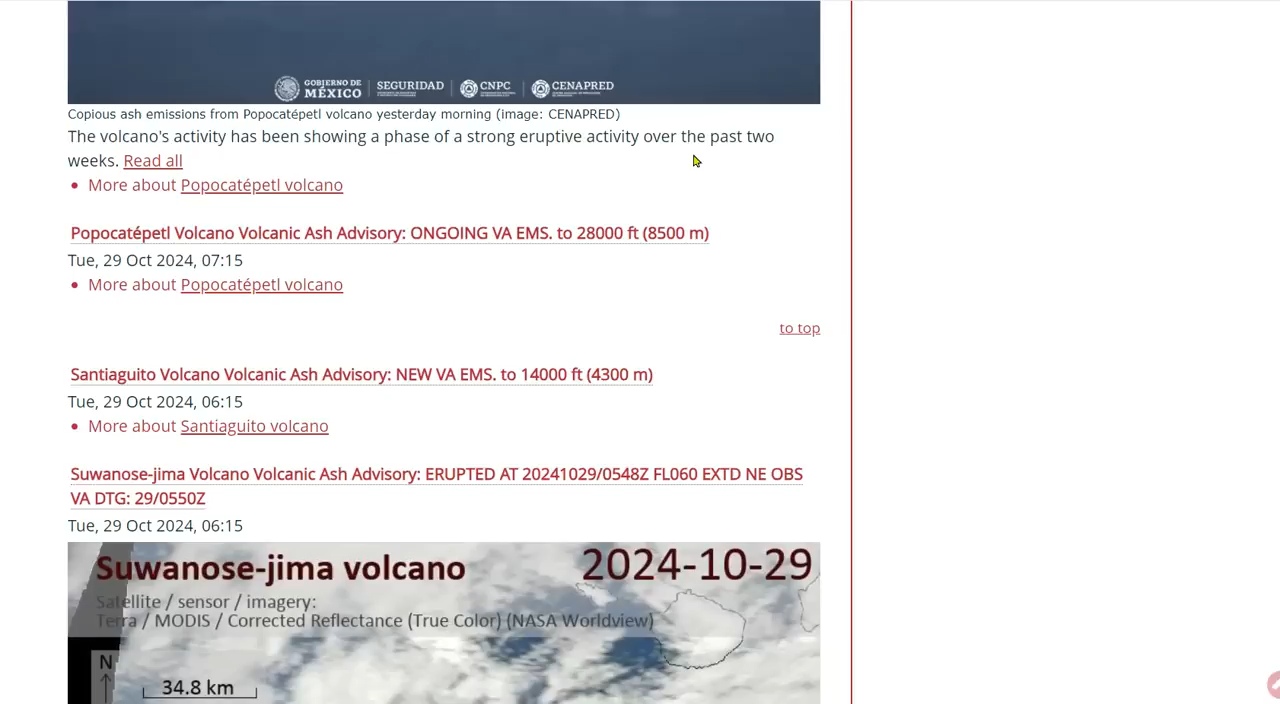 GOBIERNO DE
MÉXICO
SEGURIDAD
CNPC
CENAPRED
Copious ash emissions from Popocatépetl volcano yesterday morning (image: CENAPRED)
The volcano's activity has been showing a phase of a strong eruptive activity over the past two
weeks. Read all
• More about Popocatépetl volcano
Popocatépetl Volcano Volcanic Ash Advisory: ONGOING VA EMS. to 28000 ft (8500 m)
Tue, 29 Oct 2024, 07:15
• More about Popocatépetl volcano
to top
Santiaguito Volcano Volcanic Ash Advisory: NEW VA EMS. to 14000 ft (4300 m)
Tue, 29 Oct 2024, 06:15
• More about Santiaguito volcano
Suwanose-jima Volcano Volcanic Ash Advisory: ERUPTED AT 20241029/0548Z FL060 EXTD NE OBS
VA DTG: 29/0550Z
Tue, 29 Oct 2024, 06:15
Suwanose-jima volcano 2024-10-29
Satellite / sensor / imagery:
Terra / MODIS / Corrected Reflectance (True Color) (NASA Worldview)
N
34.8 km